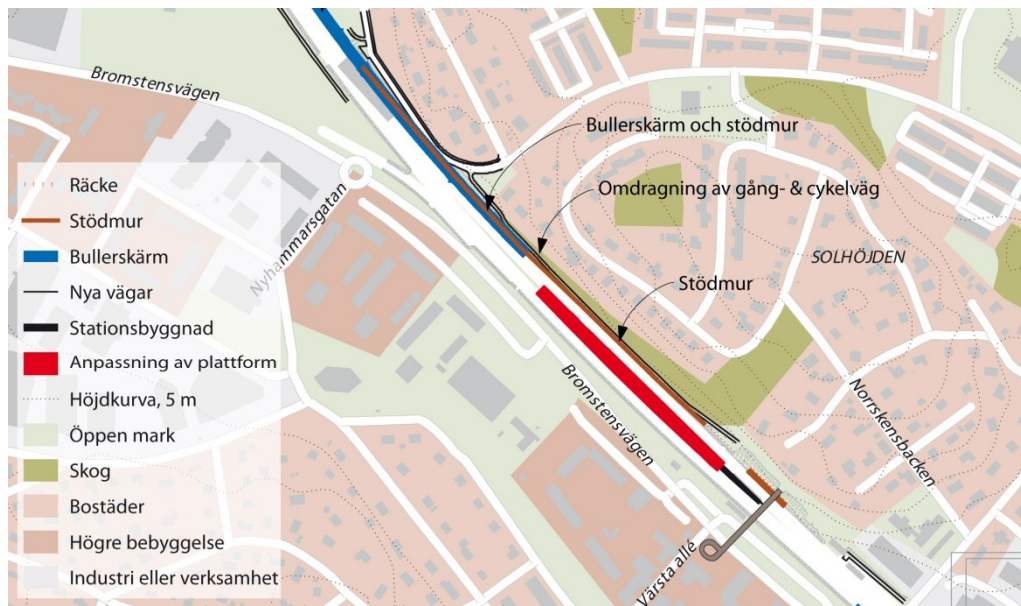 Bromstensvägen
Bullerskärm och stödmur
Omdragning av gång- & cykelväg
SOLHÖJDEN
Stödmur
Nyhammarsgatan
Bromstensvägen
Norrskensbacken
Vårsta allé
Räcke
Stödmur
Bullerskärm
Nya vägar
Stationsbyggnad
Anpassning av plattform
Höjdkurva, 5 m
Öppen mark
Skog
Bostäder
Högre bebyggelse
Industri eller verksamhet